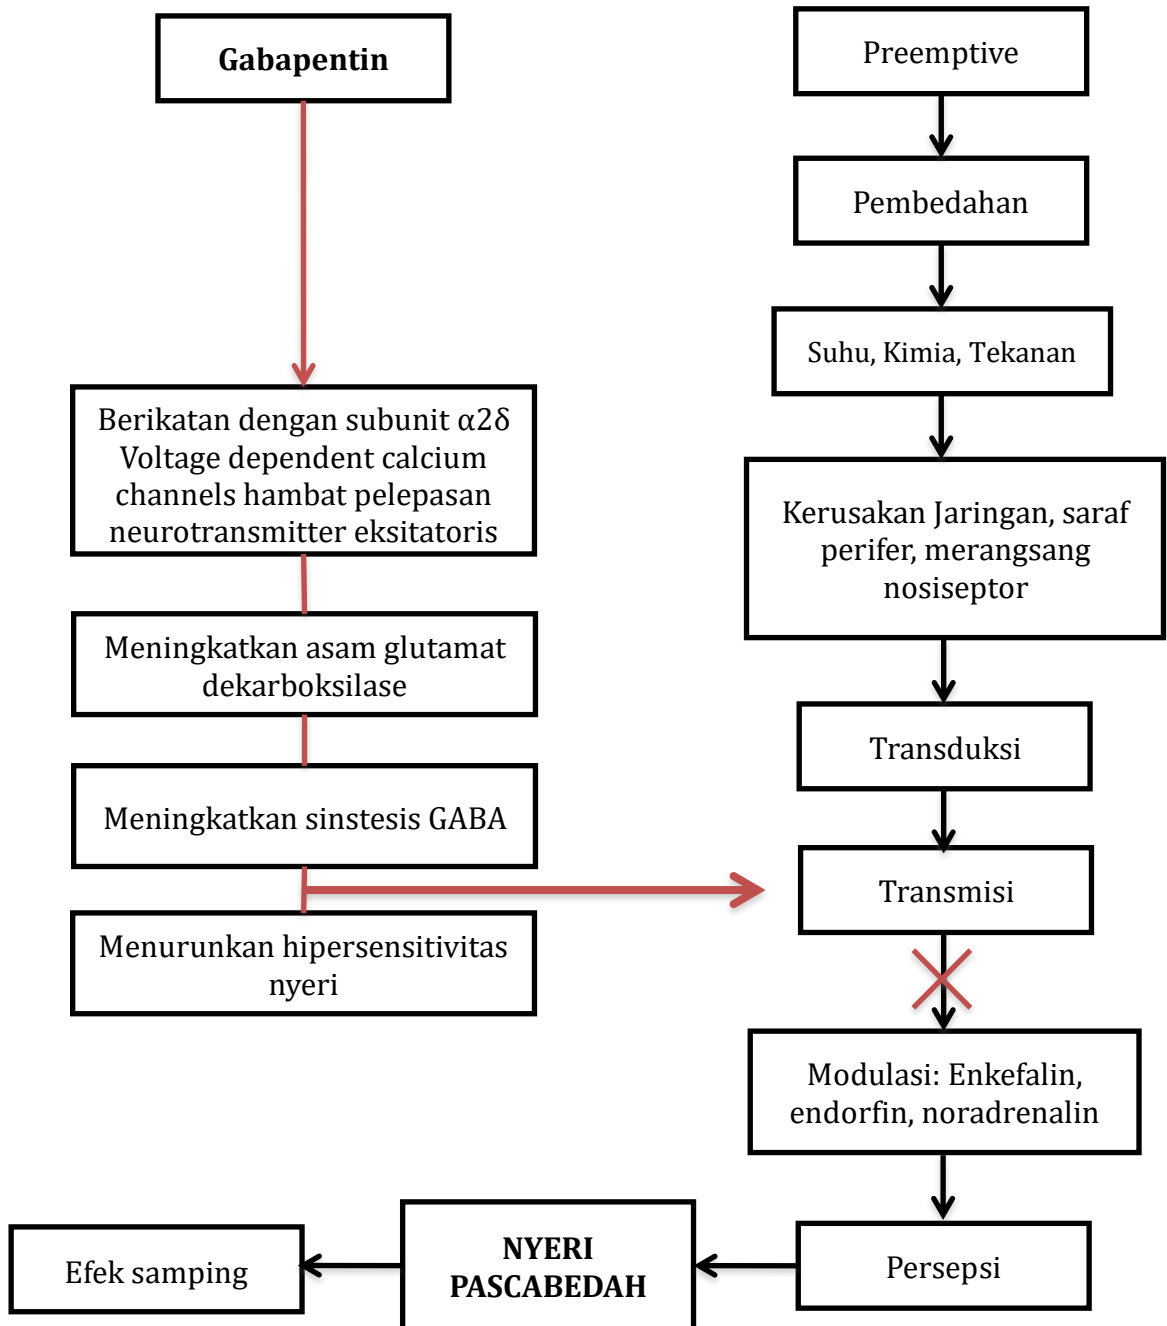 Gabapentin
Berikatan dengan subunit α2δ
Voltage dependent calcium
channels hambat pelepasan
neurotransmitter eksitatoris
Meningkatkan asam glutamat
dekarboksilase
Meningkatkan sinstesis GABA
Menurunkan hipersensitivitas
nyeri
Preemptive
Pembedahan
Suhu, Kimia, Tekanan
Kerusakan Jaringan, saraf
perifer, merangsang
nosiseptor
Transduksi
Transmisi
Modulasi: Enkefalin,
endorfin, noradrenalin
Persepsi
NYERI
PASCABEDAH
Efek samping